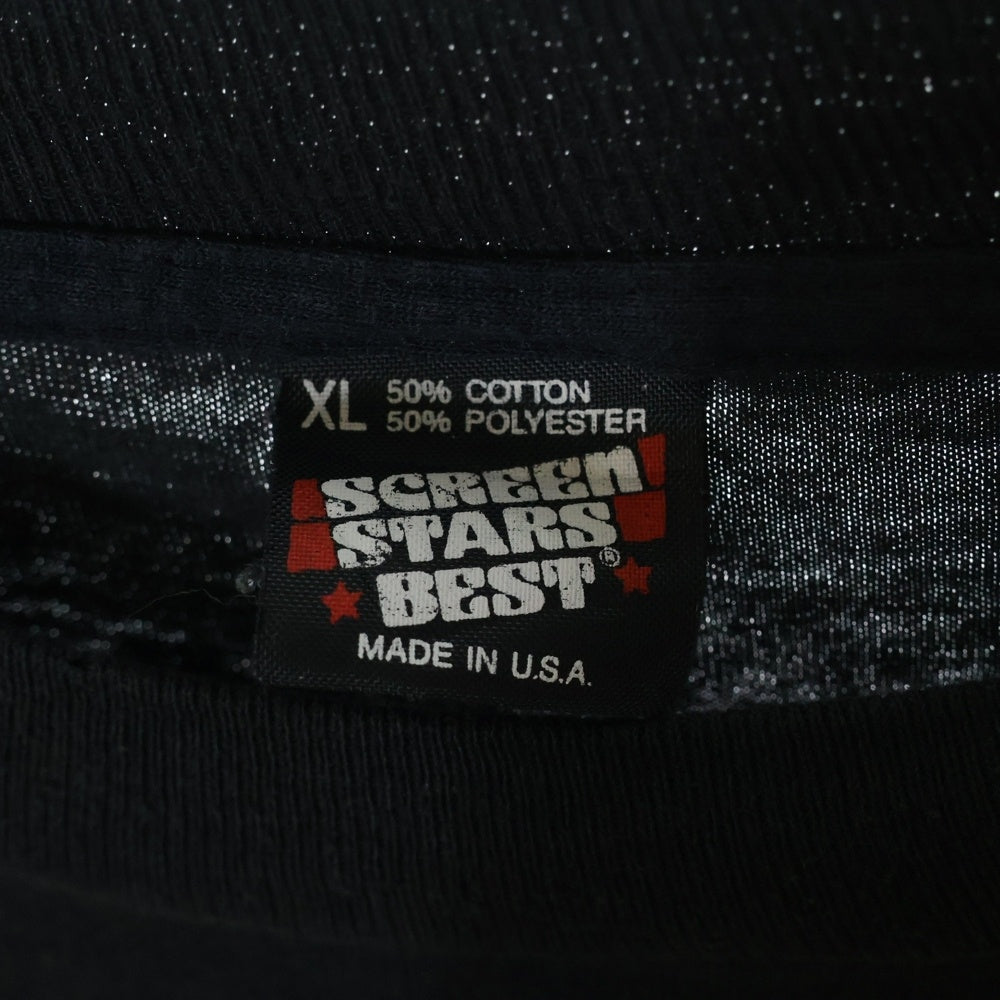 XL 50% COTTON
50% POLYESTER
SCREEN
STARS
BEST®
MADE IN U.S.A.